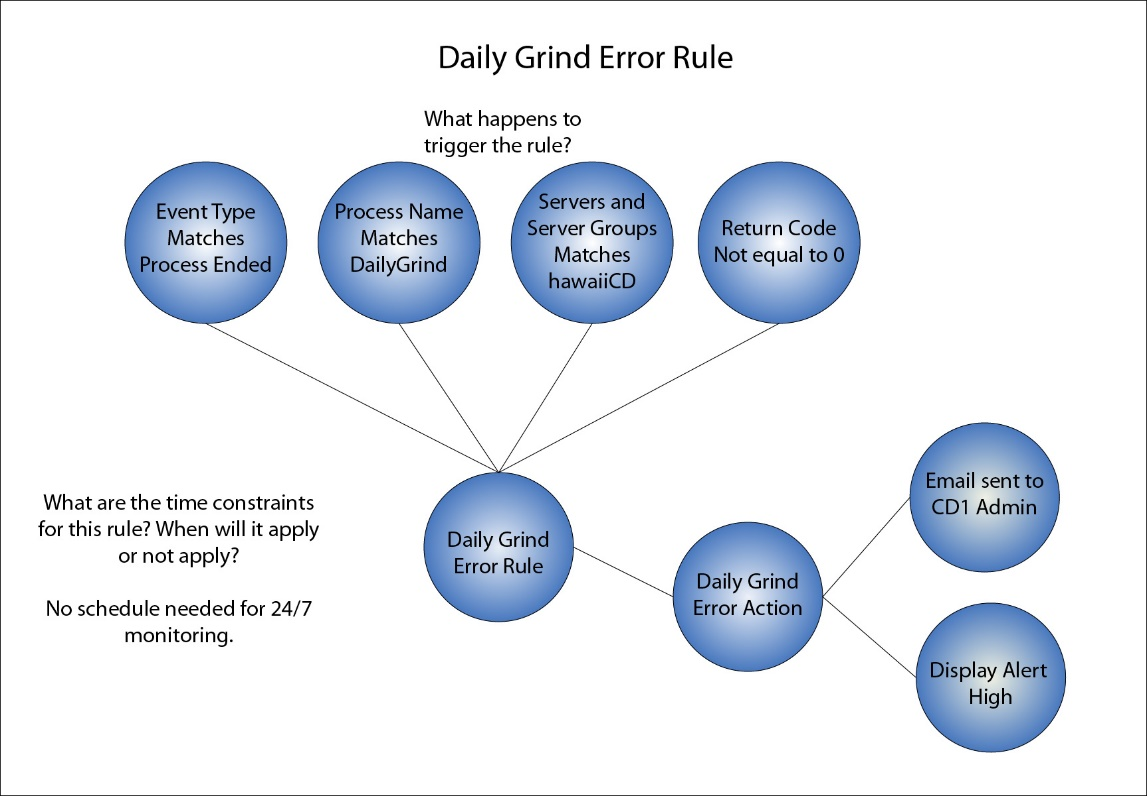 Daily Grind Error Rule
What happens to
trigger the rule?
Event Type
Matches
Process Ended
Process Name
Matches
DailyGrind
Servers and
Server Groups
Matches
hawaiiCD
Return Code
Not equal to 0
What are the time constraints
for this rule? When will it apply
or not apply?
No schedule needed for 24/7
monitoring.
Daily Grind
Error Rule
Daily Grind
Error Action
Email sent to
CD1 Admin
Display Alert
High